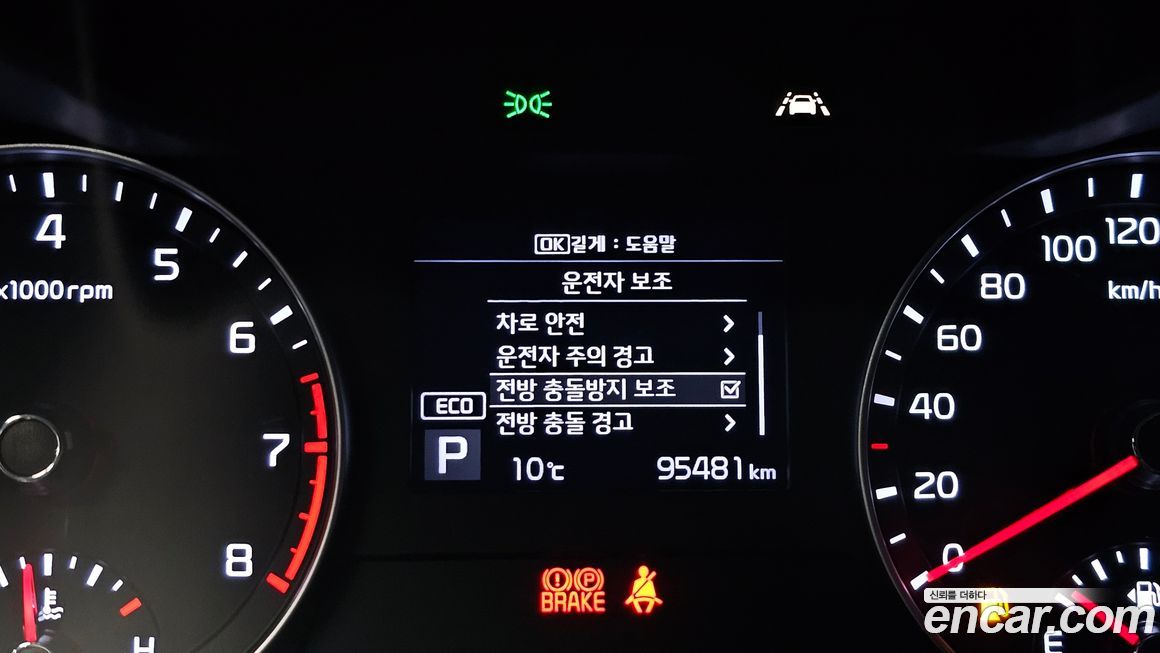 OK 길게 : 도움말
운전자 보조
차로 안전
운전자 주의 경고
전방 충돌방지 보조
전방 충돌 경고
ECO
P
10℃
95481 km
4
5
6
7
8
x1000rpm
H
0
20
40
60
80
100
120
km/h
E
BRAKE
P
신뢰를 더하다
encar.com